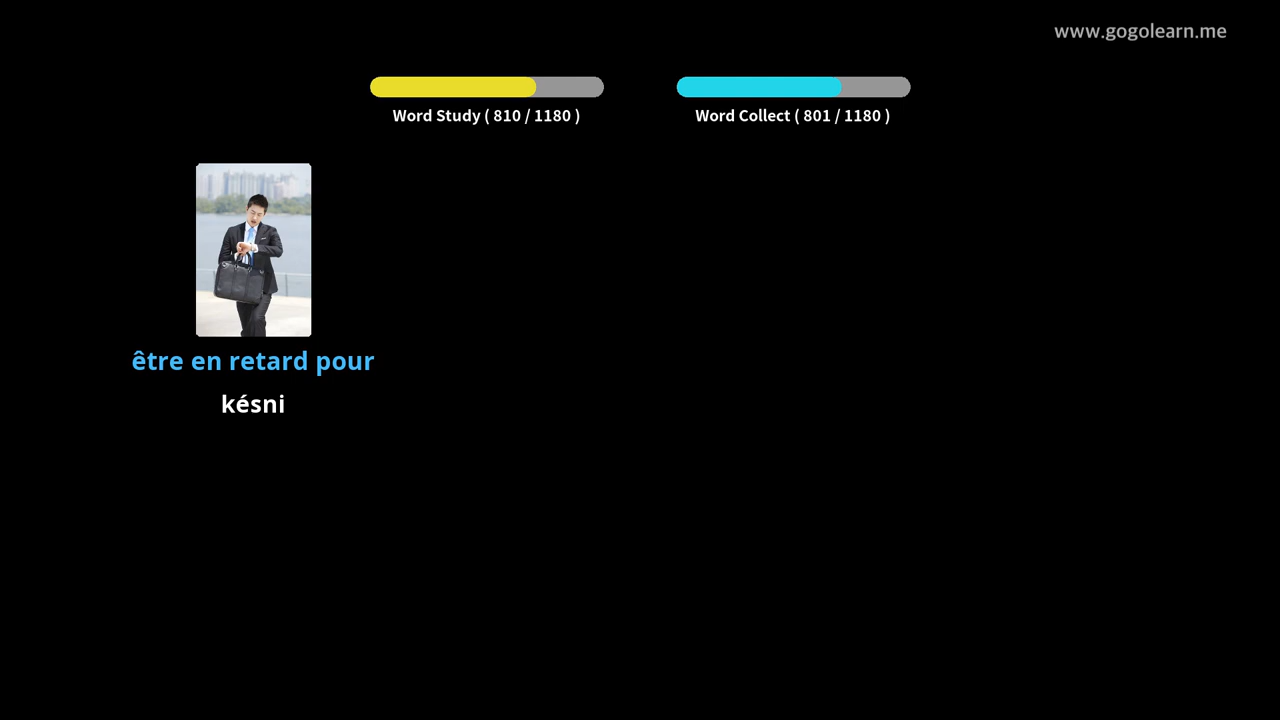 www.gogolearn.me
Word Study ( 810 / 1180 )
Word Collect ( 801 / 1180 )
être en retard pour
késni